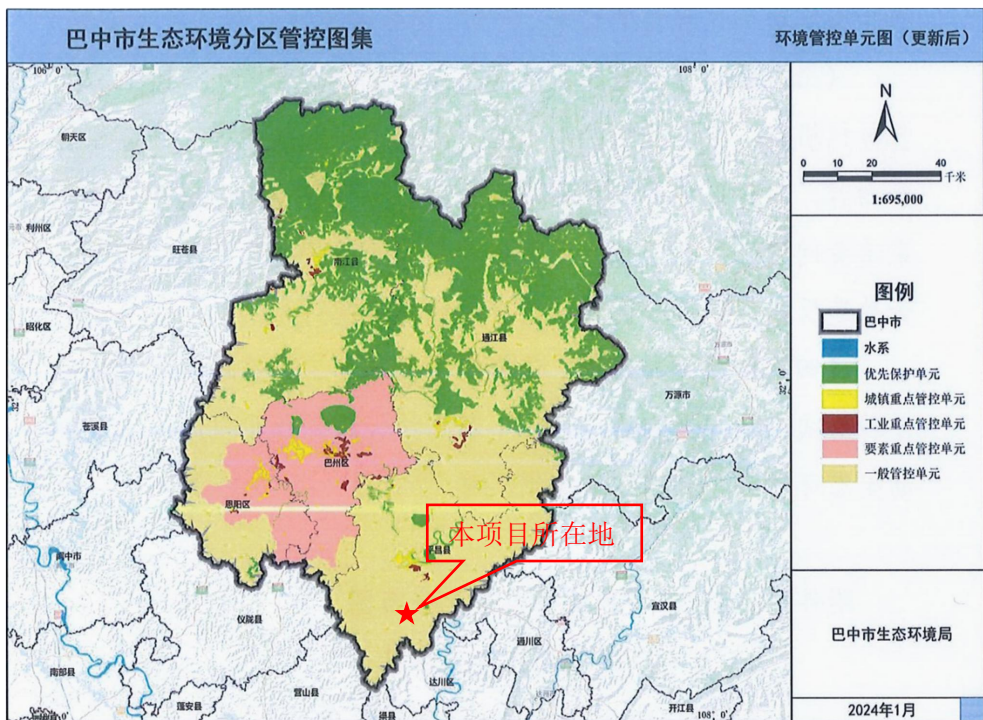 巴中市生态环境分区管控图集
环境管控单元图（更新后）
106°0′
108°0′
N
0 10 20 40
千米
1:695,000
朝天区
利州区
旺苍县
南江县
昭化区
通江县
万源市
苍溪县
巴州区
恩阳区
本项目所在地
平昌县
阆中市
仪陇县
宣汉县
通川区
南部县
达川区
营山县
蓬安县
渠县
开江县
108°0′
图例
巴中市
水系
优先保护单元
城镇重点管控单元
工业重点管控单元
要素重点管控单元
一般管控单元
巴中市生态环境局
2024年1月